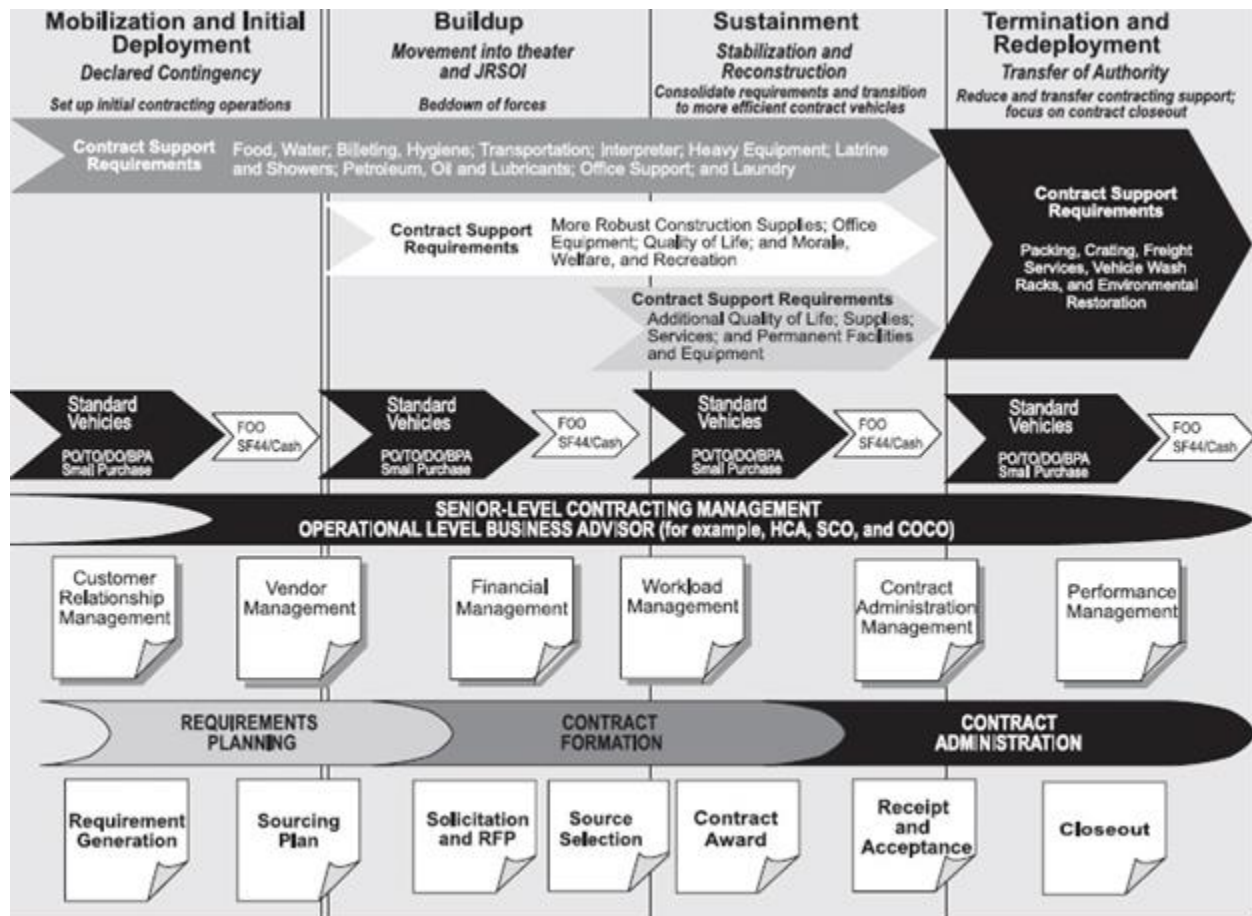 Mobilization and Initial
Deployment
Declared Contingency
Set up initial contracting operations
Buildup
Movement into theater
and JRSOI
Beddown of forces
Sustainment
Stabilization and
Reconstruction
Consolidate requirements and transition
to more efficient contract vehicles
Termination and
Redeployment
Transfer of Authority
Reduce and transfer contracting support;
focus on contract closeout
Contract Support
Requirements
Food, Water; Billeting, Hygiene; Transportation; Interpreter; Heavy Equipment; Latrine
and Showers; Petroleum, Oil and Lubricants; Office Support; and Laundry
Contract Support
Requirements
More Robust Construction Supplies; Office
Equipment; Quality of Life; and Morale,
Welfare, and Recreation
Contract Support Requirements
Additional Quality of Life; Supplies;
Services; and Permanent Facilities
and Equipment
Contract Support
Requirements
Packing, Crating, Freight
Services, Vehicle Wash
Racks, and Environmental
Restoration
Standard
Vehicles
PO/TO/DO/BPA
Small Purchase
FOO
SF44/Cash
Standard
Vehicles
PO/TO/DO/BPA
Small Purchase
FOO
SF44/Cash
Standard
Vehicles
PO/TO/DO/BPA
Small Purchase
FOO
SF44/Cash
Standard
Vehicles
PO/TO/DO/BPA
Small Purchase
FOO
SF44/Cash
SENIOR-LEVEL CONTRACTING MANAGEMENT
OPERATIONAL LEVEL BUSINESS ADVISOR (for example, HCA, SCO, and COCO)
Customer
Relationship
Management
Vendor
Management
Financial
Management
Workload
Management
Contract
Administration
Management
Performance
Management
REQUIREMENTS
PLANNING
CONTRACT
FORMATION
CONTRACT
ADMINISTRATION
Requirement
Generation
Sourcing
Plan
Solicitation
and RFP
Source
Selection
Contract
Award
Receipt
and
Acceptance
Closeout